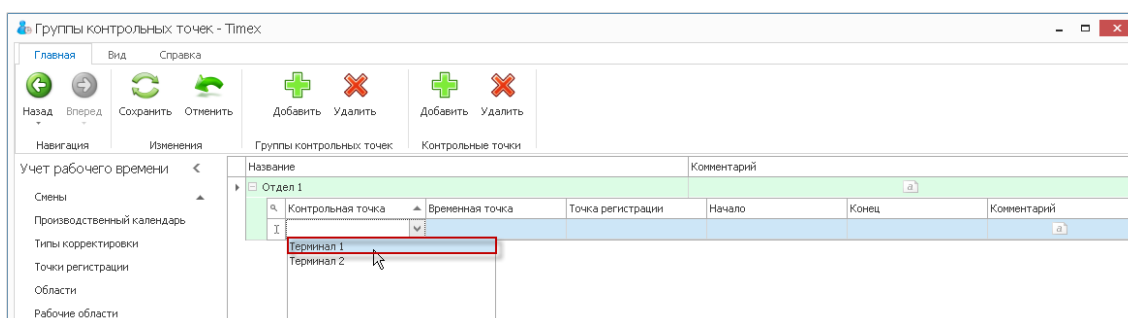 Группы контрольных точек - Timex
Главная Вид Справка
Назад Вперед Сохранить Отменить Добавить Удалить Добавить Удалить
Навигация Изменения Группы контрольных точек Контрольные точки
Учет рабочего времени Название Комментарий
Отдел 1 a
Смены
Контрольная точка Временная точка Точка регистрации Начало Конец Комментарий
Производственный календарь a
Типы корректировки Терминал 1
Терминал 2
Точки регистрации
Области
Рабочие области